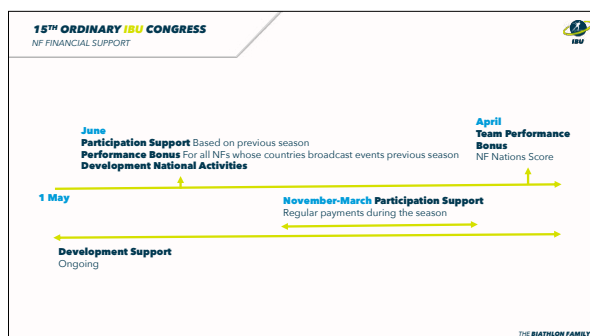 15TH ORDINARY IBU CONGRESS
NF FINANCIAL SUPPORT
IBU
June
Participation Support Based on previous season
Performance Bonus For all NFs whose countries broadcast events previous season
Development National Activities
April
Team Performance
Bonus
NF Nations Score
1 May
November-March Participation Support
Regular payments during the season
Development Support
Ongoing
THE BIATHLON FAMILY